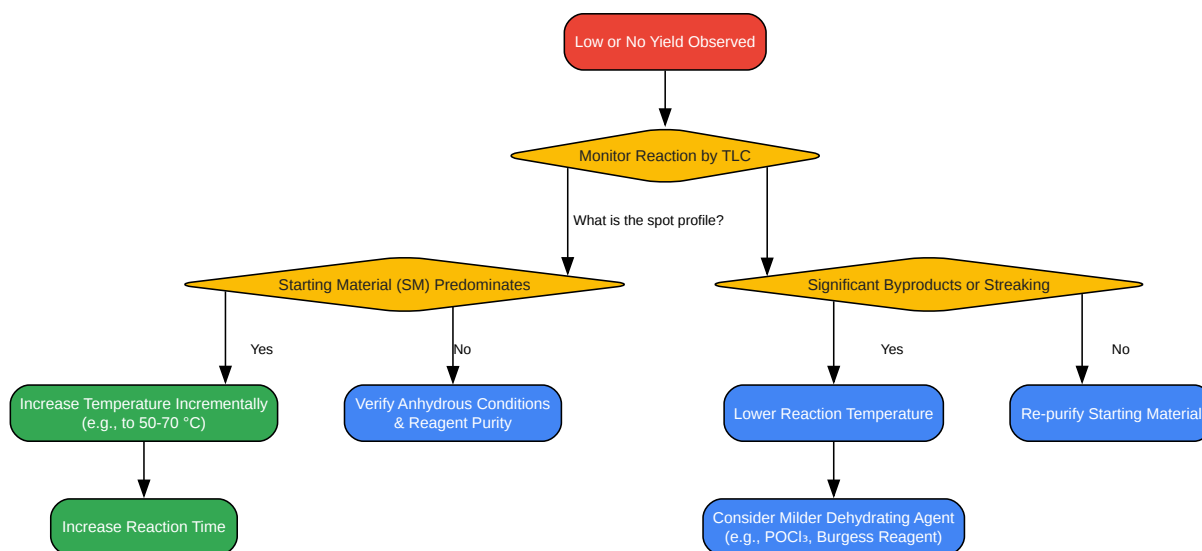 Low or No Yield Observed
Monitor Reaction by TLC
What is the spot profile?
Starting Material (SM) Predominates
Significant Byproducts or Streaking
Yes
No
Yes
No
Increase Temperature Incrementally
(e.g., to 50-70 °C)
Verify Anhydrous Conditions
& Reagent Purity
Lower Reaction Temperature
Re-purify Starting Material
Increase Reaction Time
Consider Milder Dehydrating Agent
(e.g., POCl₃, Burgess Reagent)